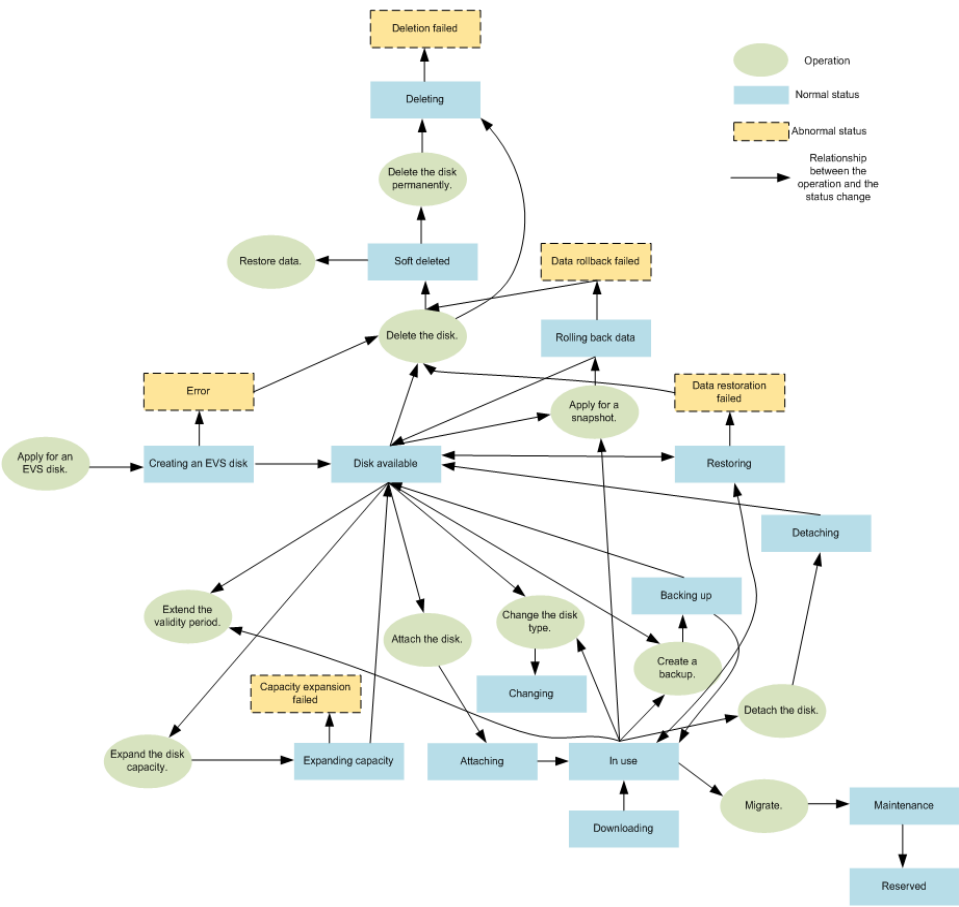 Deletion failed
Operation
Deleting
Normal status
Abnormal status
Relationship
between the
operation and the
status change
Delete the disk
permanently.
Restore data.
Soft deleted
Data rollback failed
Delete the disk.
Rolling back data
Error
Data restoration
failed
Apply for a
snapshot.
Apply for an
EVS disk.
Creating an EVS disk
Disk available
Restoring
Detaching
Backing up
Extend the
validity period.
Change the disk
type.
Attach the disk.
Create a
backup.
Capacity expansion
failed
Changing
Detach the disk.
Expand the disk
capacity.
Expanding capacity
Attaching
In use
Migrate.
Maintenance
Downloading
Reserved